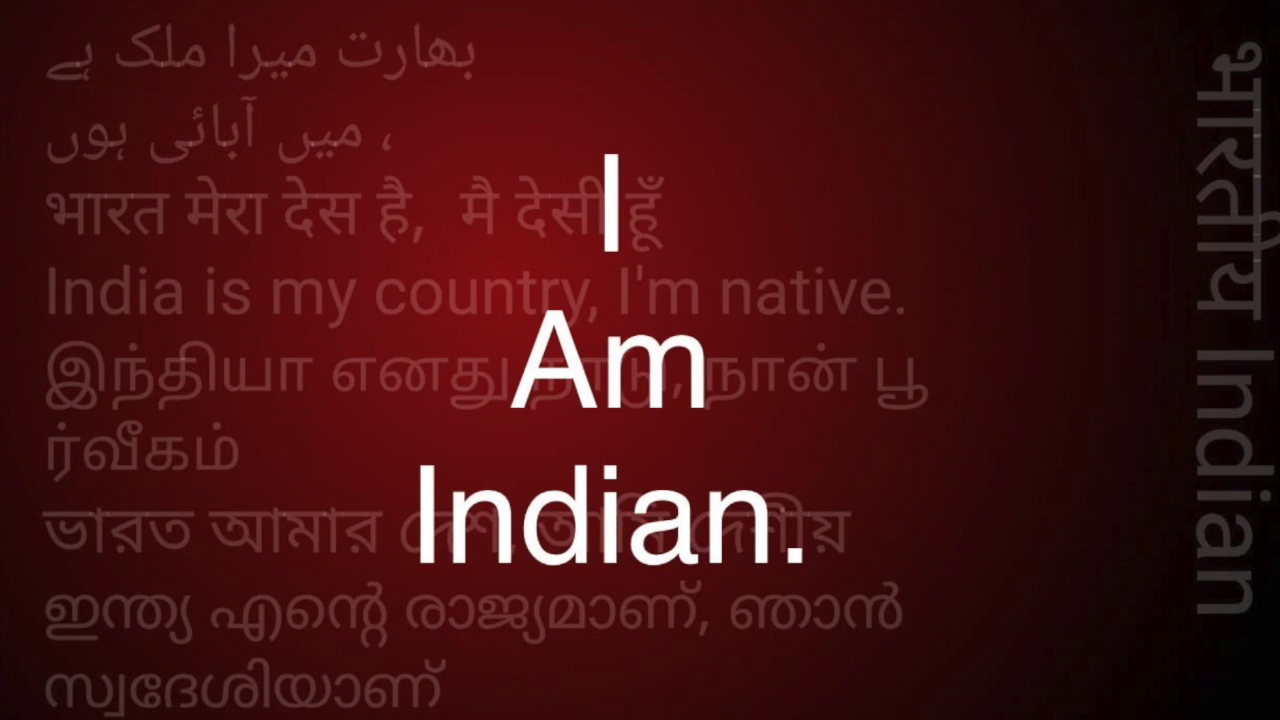 بھارت میرا ملک ہے
، میں آبائی ہوں
भारत मेरा देस है, मै देसी हूँ
India is my country, I'm native.
இந்தியா எனது நாடு, நான் பூ
ர்வீகம்
ভারত আমার দেশ, আমি দেশীয়
ഇന്ത്യ എന്റെ രാജ്യമാണ്, ഞാൻ
സ്വദേശിയാണ്
I
Am
Indian.
भारतीय Indian